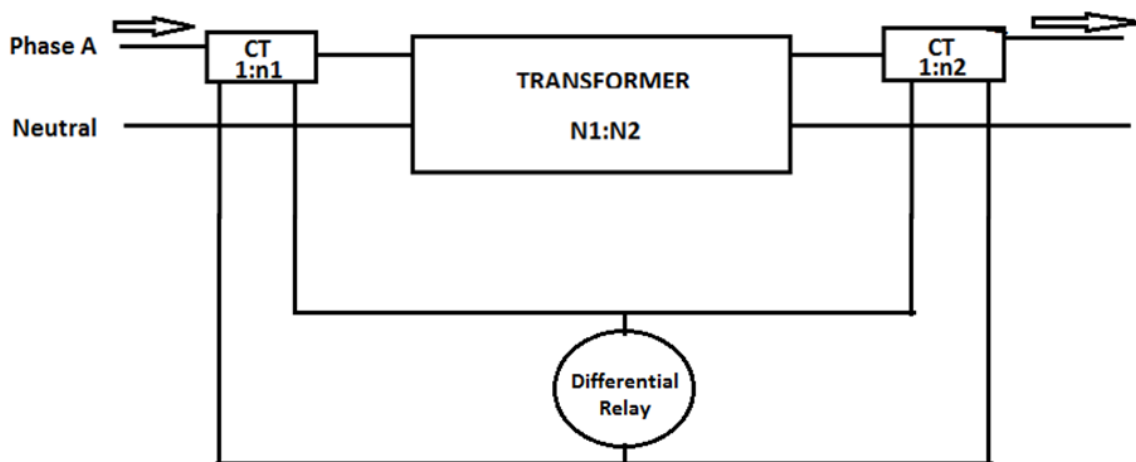 Phase A
CT
1:n1
TRANSFORMER
N1:N2
CT
1:n2
Neutral
Differential
Relay